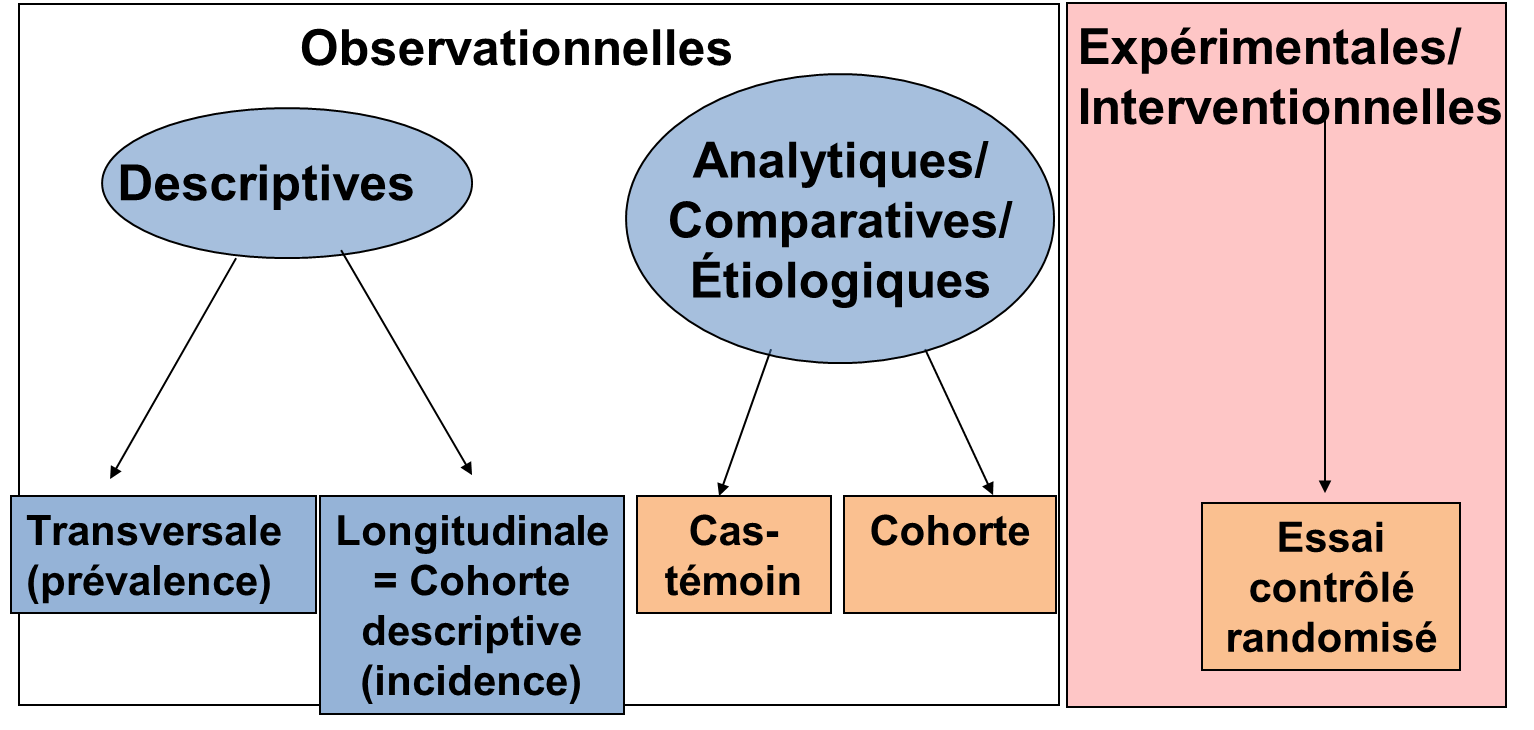 Observationnelles
Expérimentales/
Interventionnelles
Descriptives
Analytiques/
Comparatives/
Étiologiques
Transversale
(prévalence)
Longitudinale
= Cohorte
descriptive
(incidence)
Cas-
témoin
Cohorte
Essai
contrôlé
randomisé